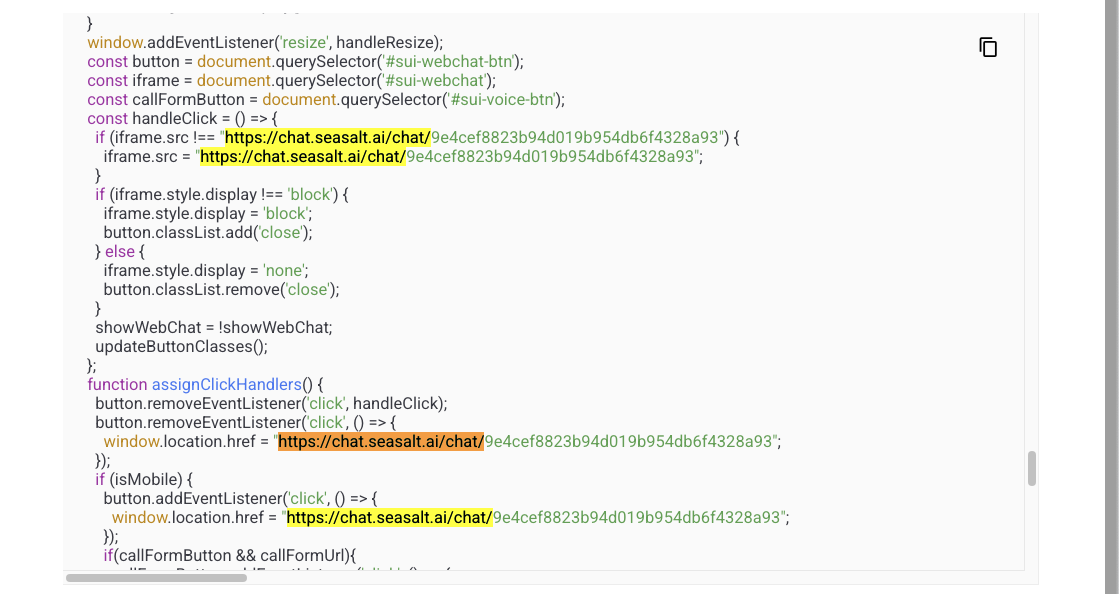 }
window.addEventListener('resize', handleResize);
const button = document.querySelector('#sui-webchat-btn');
const iframe = document.querySelector('#sui-webchat');
const callFormButton = document.querySelector('#sui-voice-btn');
const handleClick = () => {
if (iframe.src !== "https://chat.seasalt.ai/chat/9e4cef8823b94d019b954db6f4328a93") {
iframe.src = "https://chat.seasalt.ai/chat/9e4cef8823b94d019b954db6f4328a93";
}
if (iframe.style.display !== 'block') {
iframe.style.display = 'block';
button.classList.add('close');
} else {
iframe.style.display = 'none';
button.classList.remove('close');
}
showWebChat = !showWebChat;
updateButtonClasses();
};
function assignClickHandlers() {
button.removeEventListener('click', handleClick);
button.removeEventListener('click', () => {
window.location.href = "https://chat.seasalt.ai/chat/9e4cef8823b94d019b954db6f4328a93";
});
if (isMobile) {
button.addEventListener('click', () => {
window.location.href = "https://chat.seasalt.ai/chat/9e4cef8823b94d019b954db6f4328a93";
});
if(callFormButton && callFormUrl){